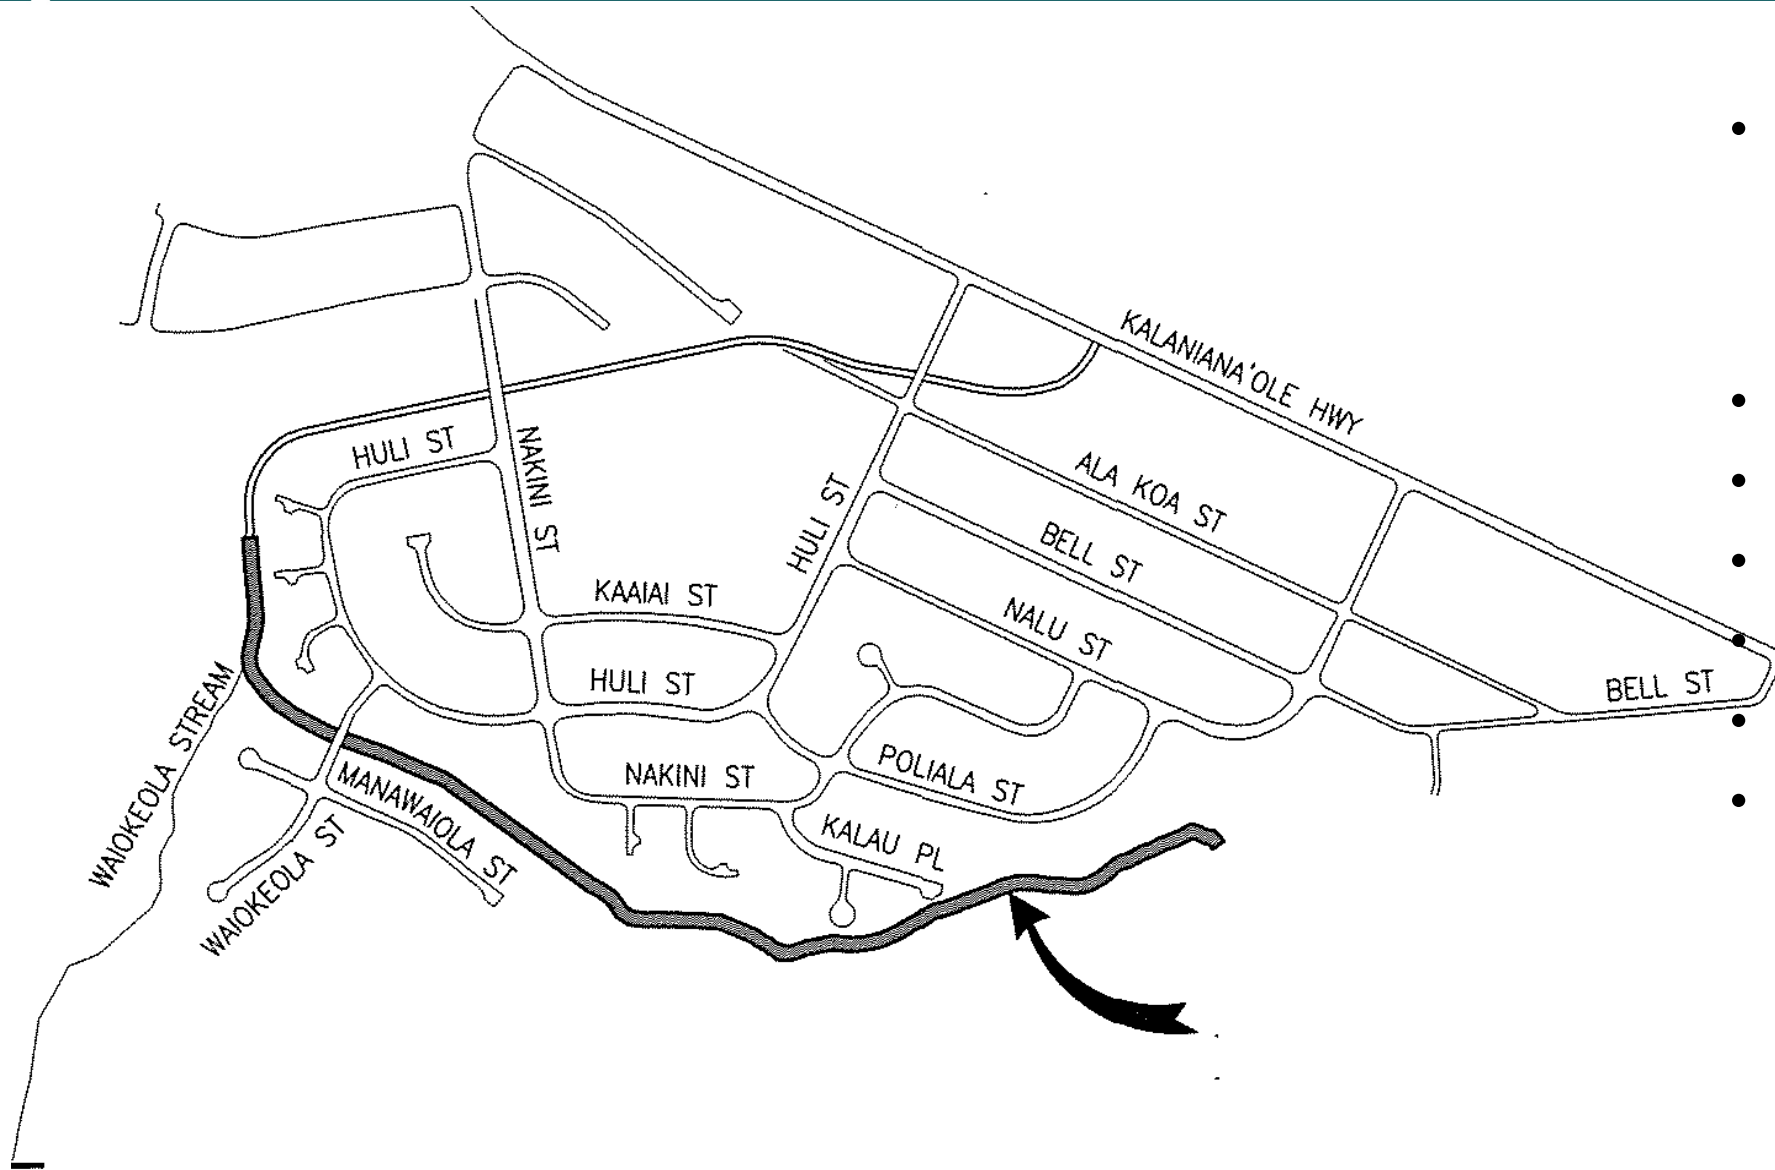 KALANIANA'OLE HWY
HULI ST
NAKINI ST
ALA KOA ST
HULI ST
BELL ST
KAAIAI ST
NALU ST
HULI ST
BELL ST
WAIOKEOLA STREAM
NAKINI ST
POLIALA ST
MANAWAIOLA ST
KALAU PL
WAIOKEOLA ST